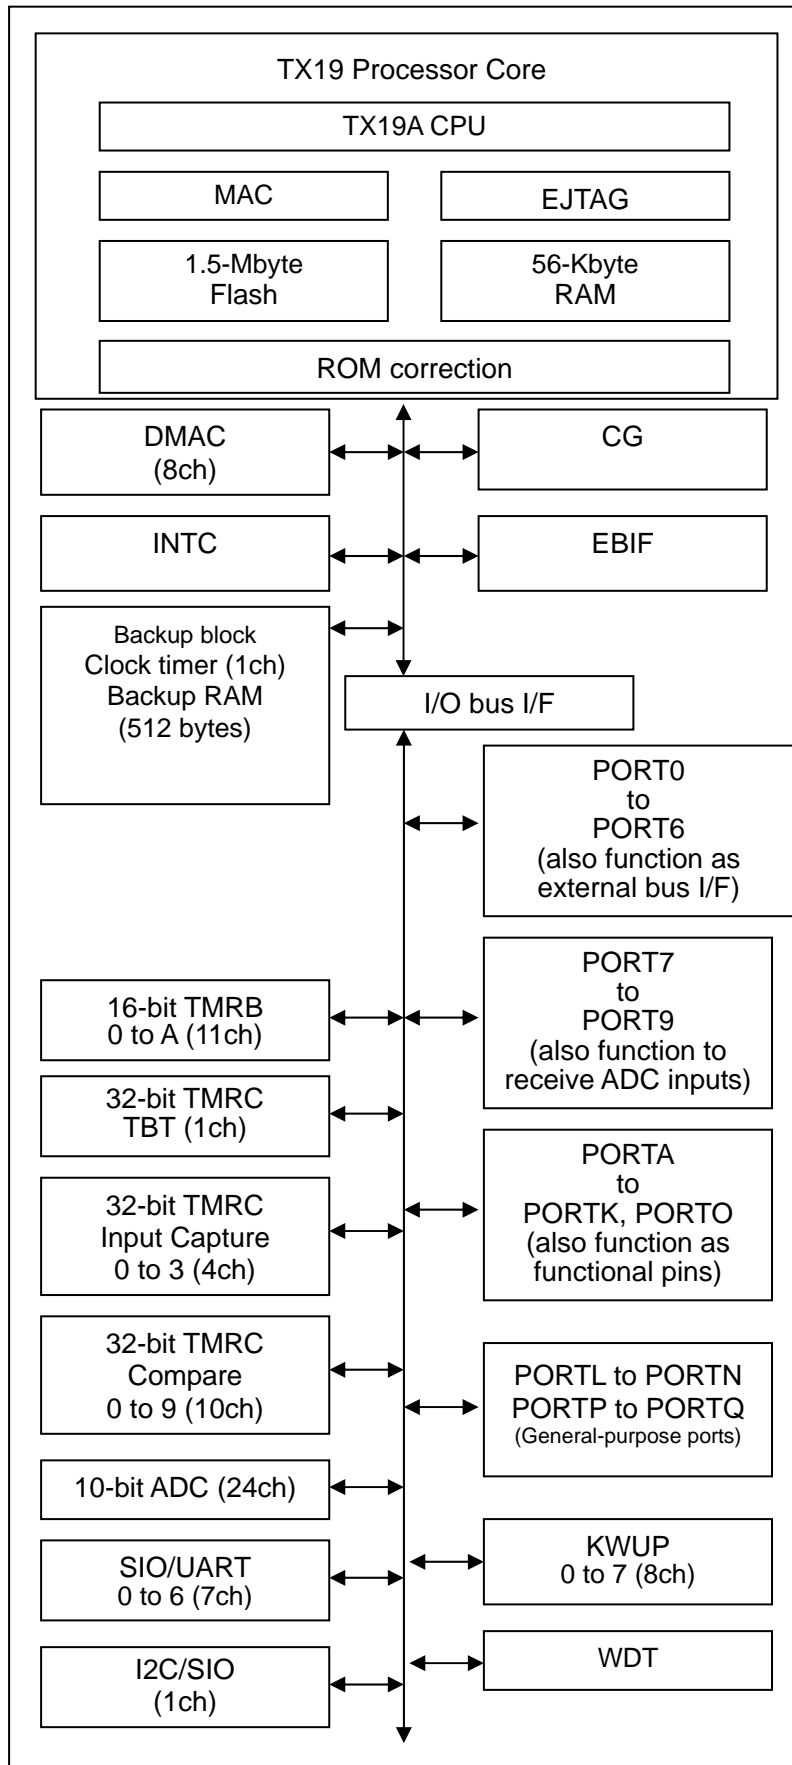 TX19 Processor Core
TX19A CPU
MAC
EJTAG
1.5-Mbyte
Flash
56-Kbyte
RAM
ROM correction
DMAC
(8ch)
CG
INTC
EBIF
Backup block
Clock timer (1ch)
Backup RAM
(512 bytes)
I/O bus I/F
PORT0
to
PORT6
(also function as
external bus I/F)
16-bit TMRB
0 to A (11ch)
PORT7
to
PORT9
(also function to
receive ADC inputs)
32-bit TMRC
TBT (1ch)
32-bit TMRC
Input Capture
0 to 3 (4ch)
PORTA
to
PORTK, PORTO
(also function as
functional pins)
32-bit TMRC
Compare
0 to 9 (10ch)
PORTL to PORTN
PORTP to PORTQ
(General-purpose ports)
10-bit ADC (24ch)
SIO/UART
0 to 6 (7ch)
KWUP
0 to 7 (8ch)
I2C/SIO
(1ch)
WDT